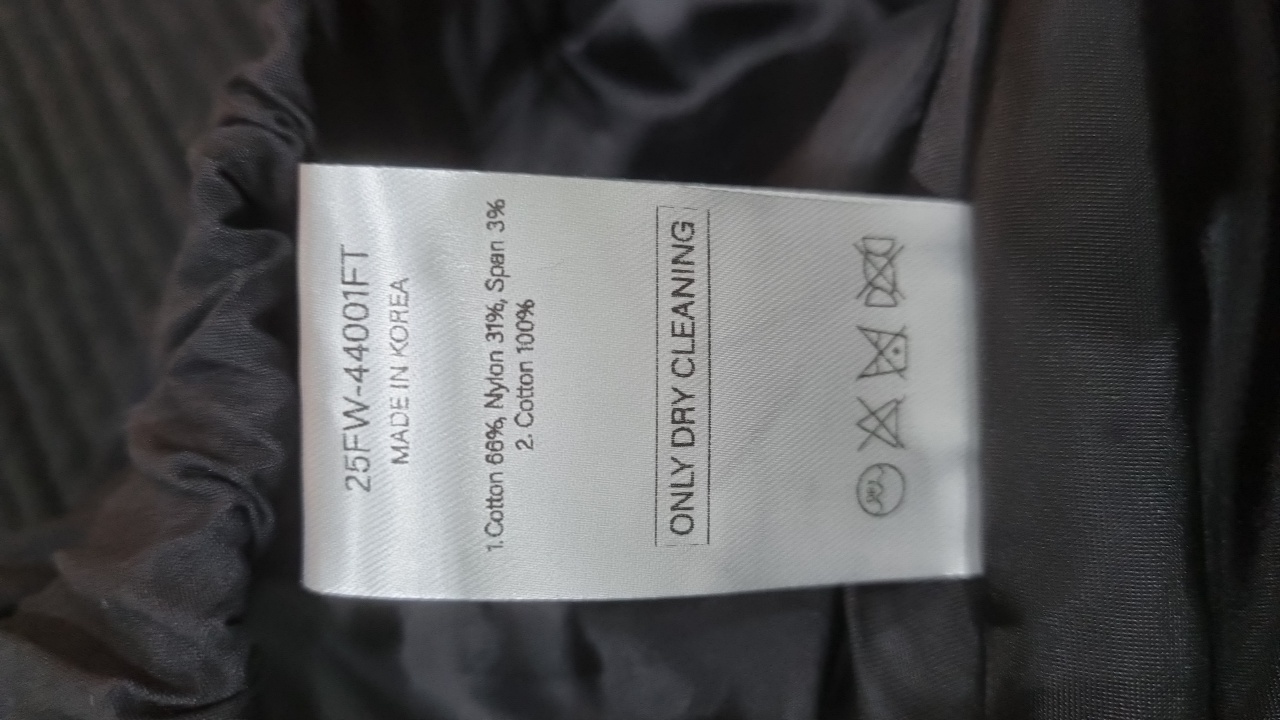 25FW-44001FT
MADE IN KOREA
1.Cotton 66%, Nylon 31%, Span 3%
2. Cotton 100%
ONLY DRY CLEANING